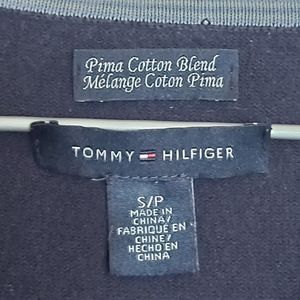 Pima Cotton Blend
Mélange Coton Pima
TOMMY HILFIGER
S/P
MADE IN
CHINA/
FABRIQUÉ EN
CHINE/
HECHO EN
CHINA